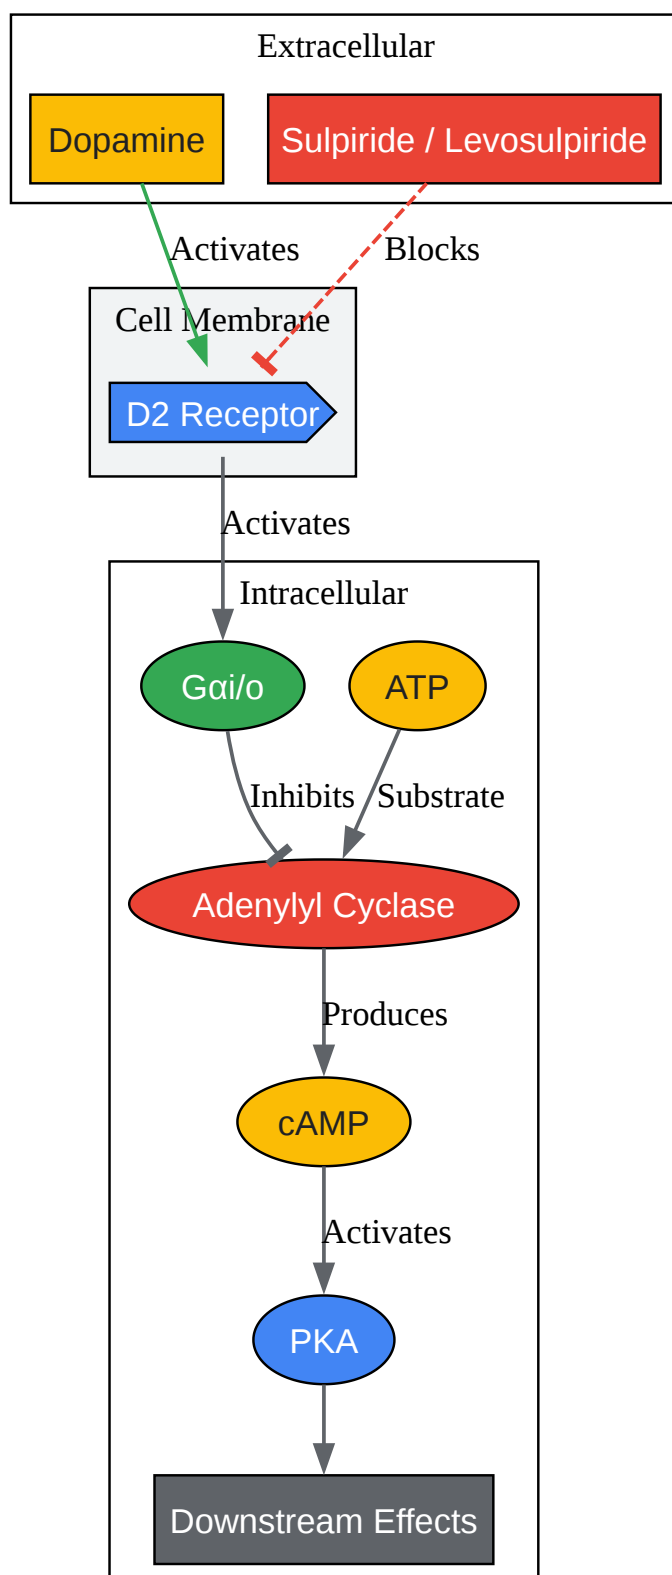 Extracellular
Dopamine
Sulpiride / Levosulpiride
Activates
Blocks
Cell Membrane
D2 Receptor
Activates
Intracellular
Gαi/o
ATP
Inhibits
Substrate
Adenylyl Cyclase
Produces
cAMP
Activates
PKA
Downstream Effects